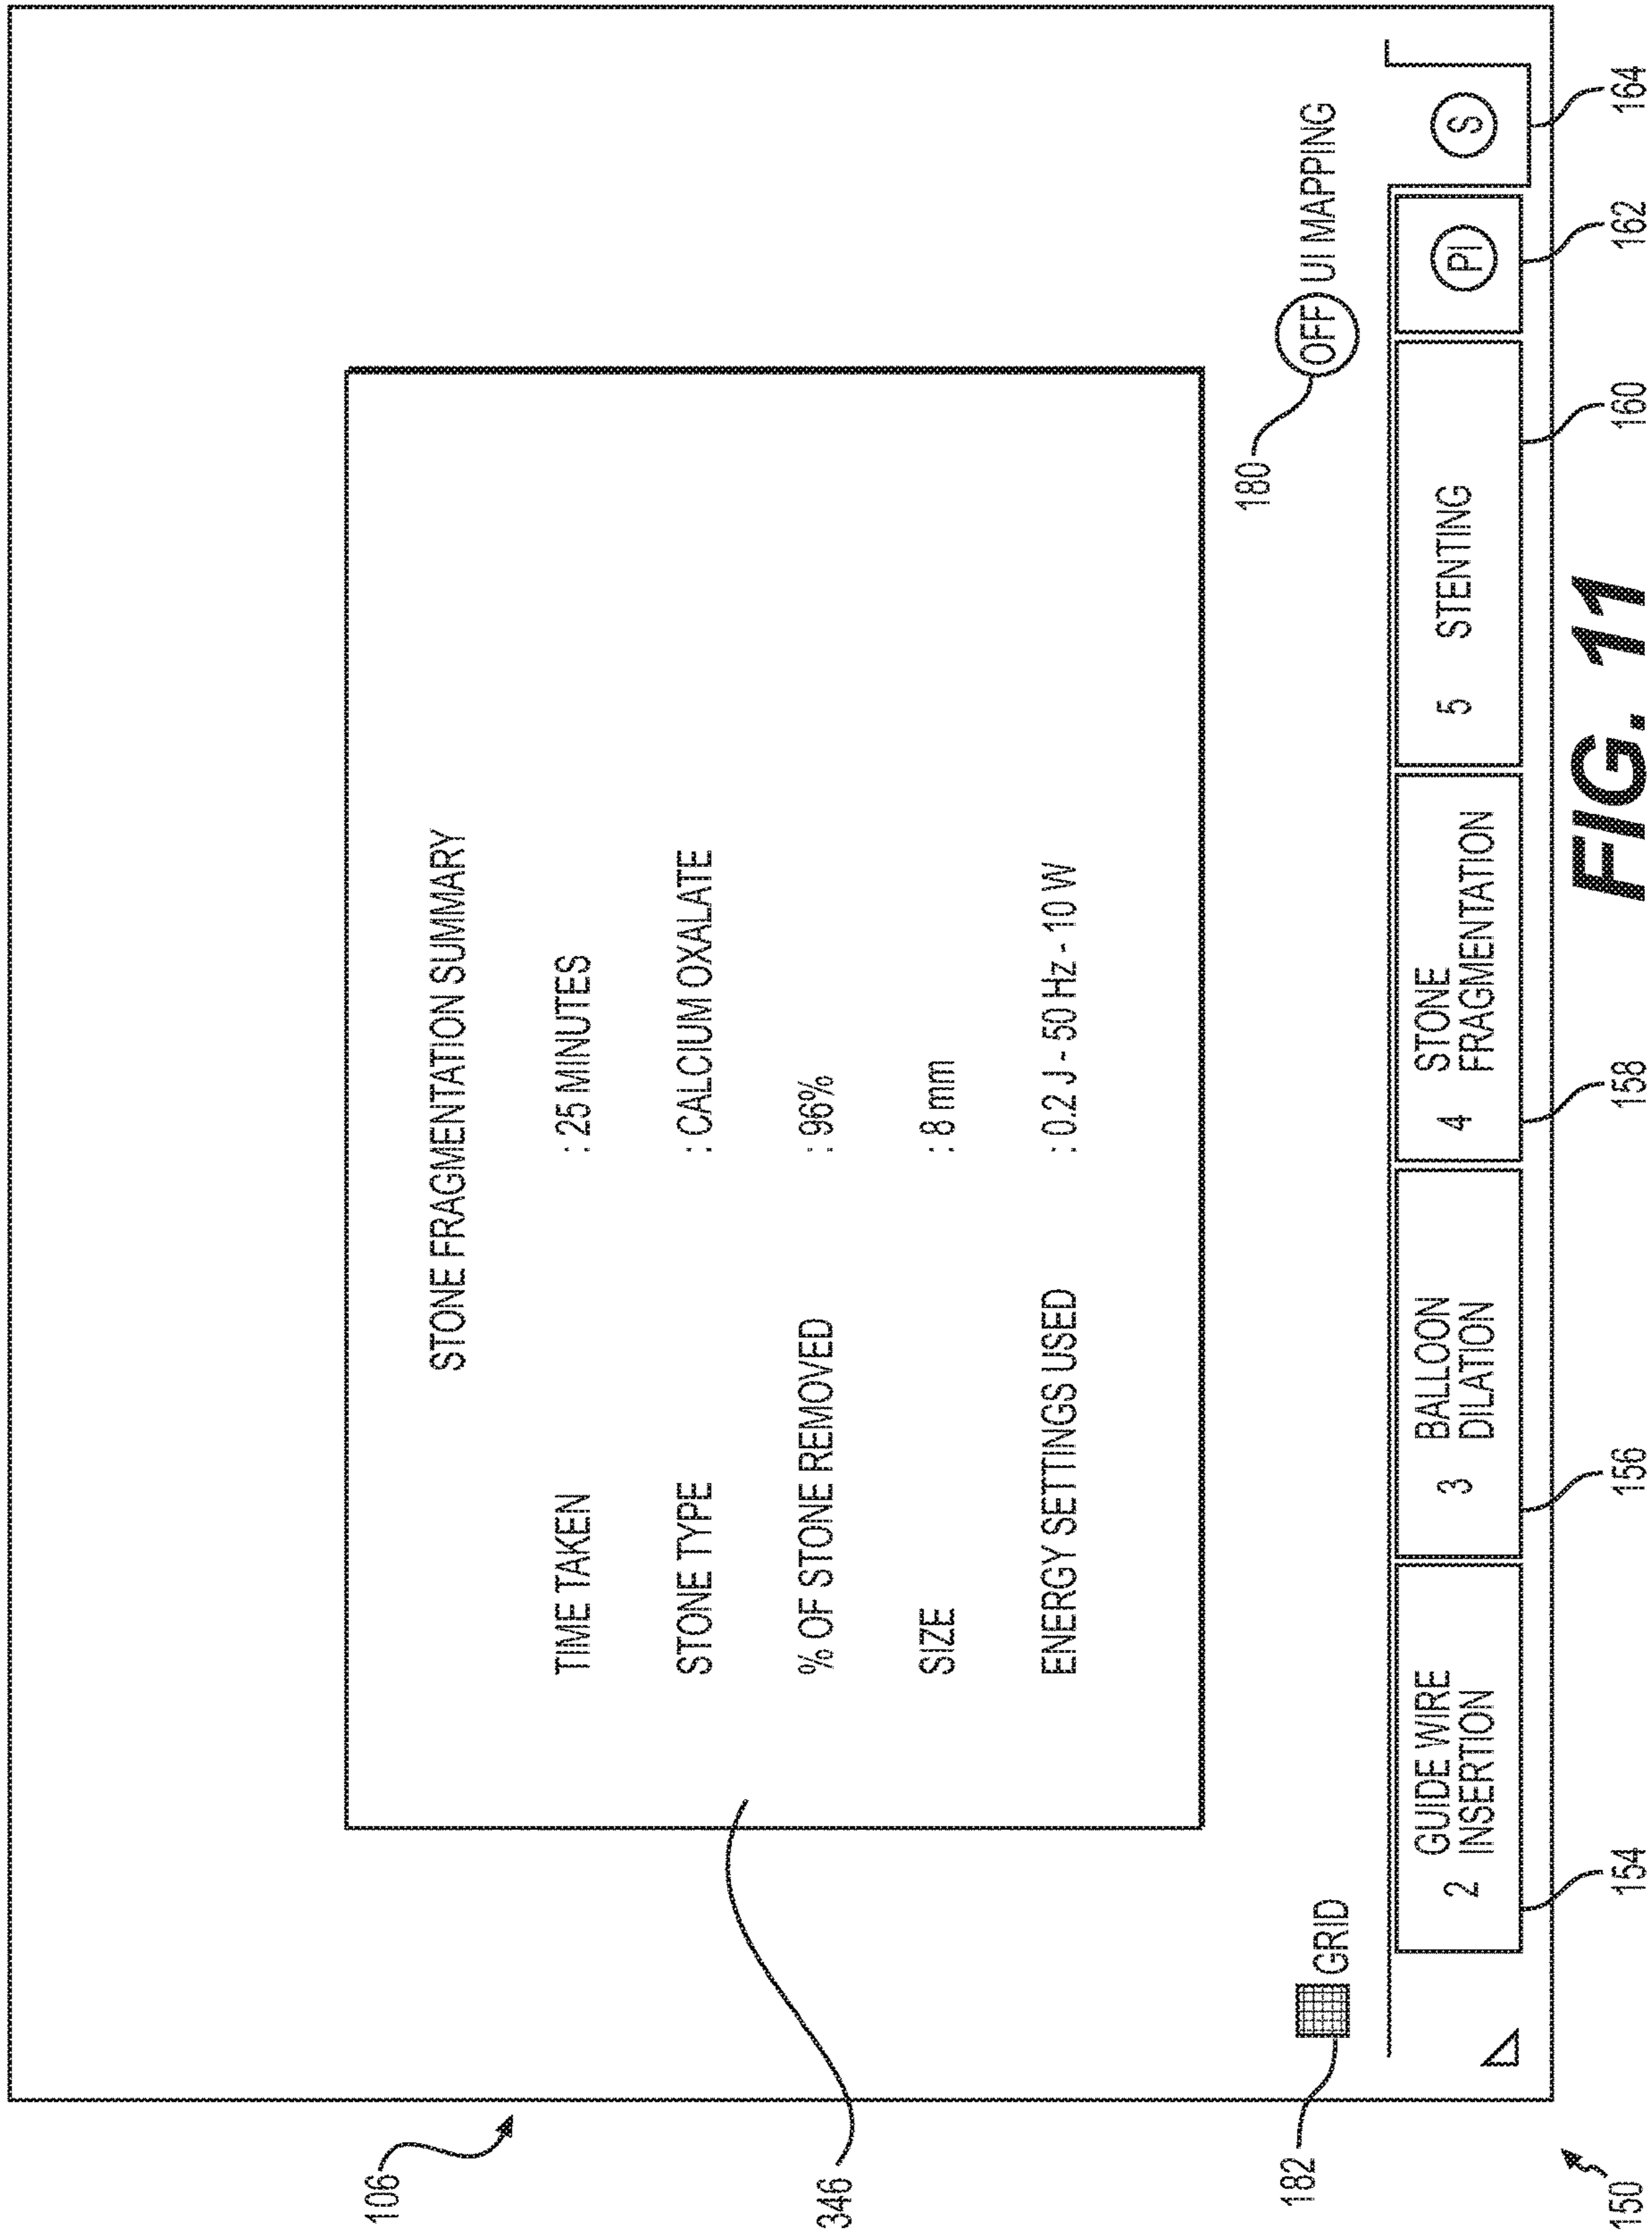 106
STONE FRAGMENTATION SUMMARY
TIME TAKEN : 25 MINUTES
STONE TYPE : CALCIUM OXALATE
% OF STONE REMOVED : 96%
SIZE : 8 mm
ENERGY SETTINGS USED : 0.2 J - 50 Hz - 10 W
346
180
182
GRID
OFF UI MAPPING
2 GUIDE WIRE
INSERTION
3 BALLOON
DILATION
4 STONE
FRAGMENTATION
5 STENTING
PI
S
150
154
156
158
160
162
164
FIG. 11